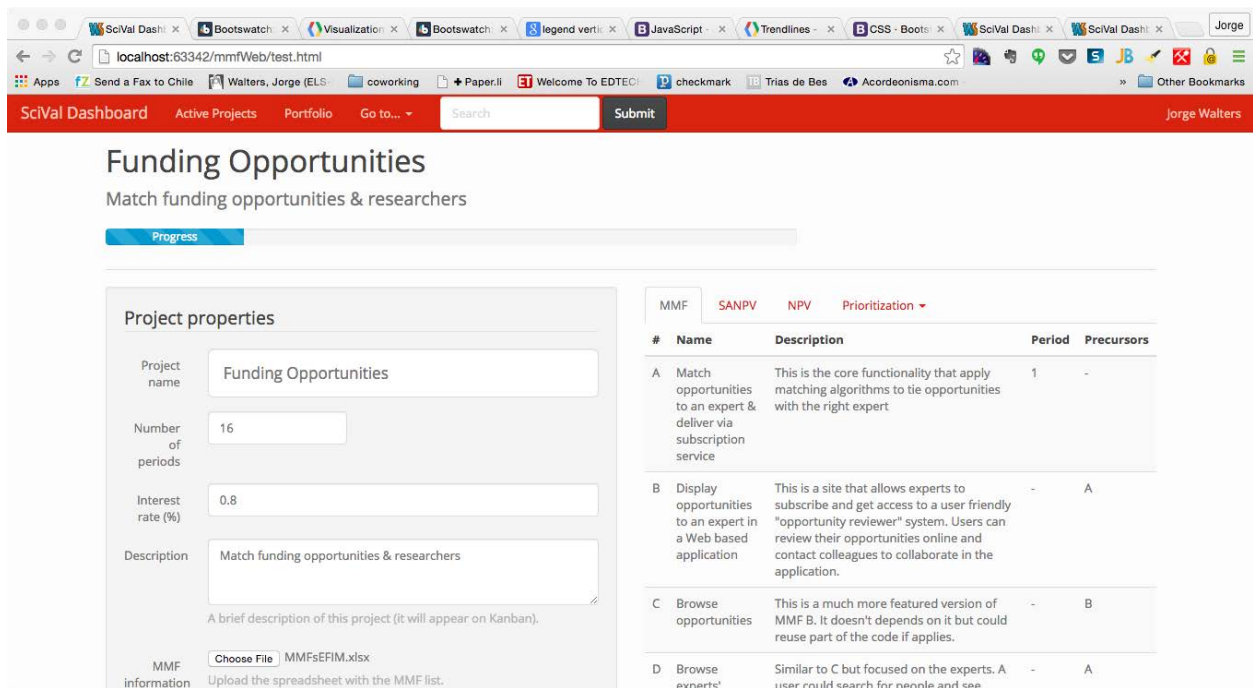 SciVal Dashb
Bootswatch:
Visualization
Bootswatch:
legend vertic
JavaScript ·
Trendlines -
CSS · Boots
SciVal Dashb
SciVal Dashb
Jorge
localhost:63342/mmfWeb/test.html
Apps
Send a Fax to Chile
Walters, Jorge (ELS-
coworking
+ Paper.li
Welcome To EDTECH
checkmark
Trias de Bes
Acordeonisma.com
»
Other Bookmarks
SciVal Dashboard
Active Projects
Portfolio
Go to...
Search
Submit
Jorge Walters
Funding Opportunities
Match funding opportunities & researchers
Progress
Project properties
Project
name
Funding Opportunities
Number
of
periods
16
Interest
rate (%)
0.8
Description
Match funding opportunities & researchers
A brief description of this project (it will appear on Kanban).
MMF
information
Choose File MMFsEFIM.xlsx
Upload the spreadsheet with the MMF list.
MMF SANPV NPV Prioritization
# Name Description Period Precursors
A Match This is the core functionality that apply 1 -
opportunities matching algorithms to tie opportunities
to an expert & with the right expert
deliver via
subscription
service
B Display This is a site that allows experts to - A
opportunities subscribe and get access to a user friendly
to an expert in "opportunity reviewer" system. Users can
a Web based review their opportunities online and
application contact colleagues to collaborate in the
application.
C Browse This is a much more featured version of - B
opportunities MMF B. It doesn't depends on it but could
reuse part of the code if applies.
D Browse Similar to C but focused on the experts. A - A
experts' user could search for people and see